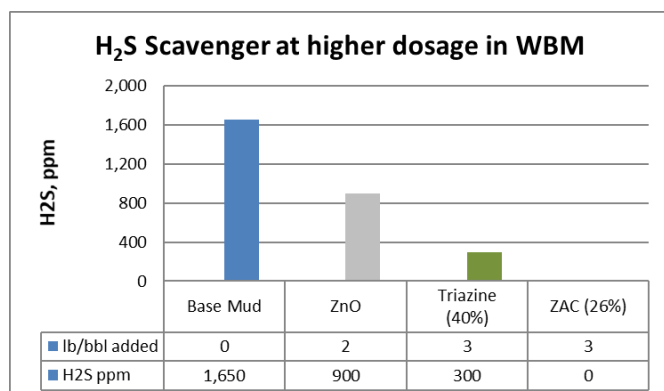 H₂S Scavenger at higher dosage in WBM
H2S, ppm
2,000
1,600
1,200
800
400
0
Base Mud ZnO Triazine (40%) ZAC (26%)
lb/bbl added 0 2 3 3
H2S ppm 1,650 900 300 0